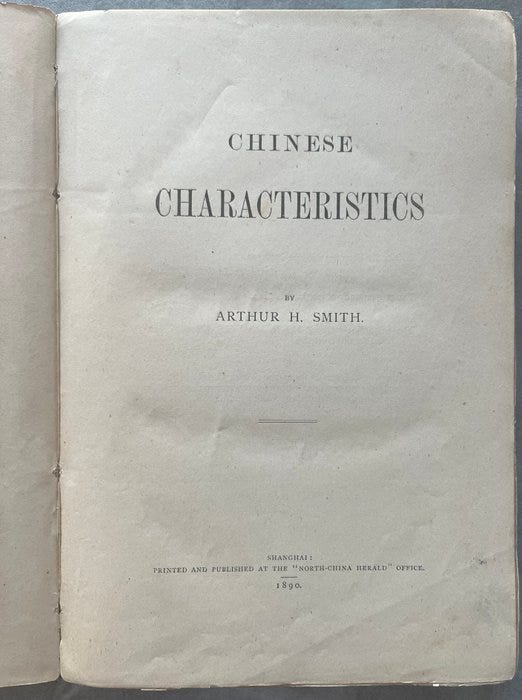 CHINESE
CHARACTERISTICS
BY
ARTHUR H. SMITH.
SHANGHAI:
PRINTED AND PUBLISHED AT THE "NORTH-CHINA HERALD" OFFICE.
1890.